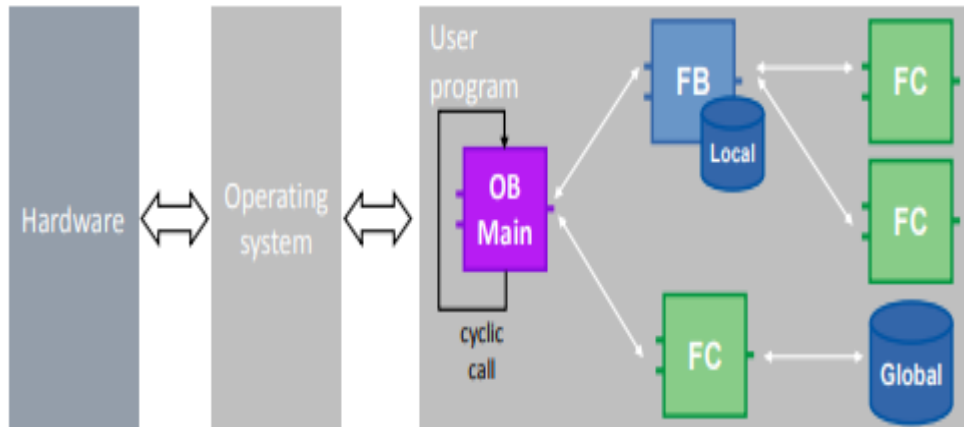 Hardware
Operating
system
User
program
OB
Main
cyclic
call
FB
Local
FC
FC
FC
Global